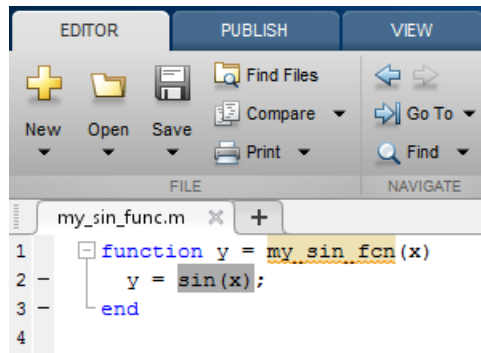 EDITOR PUBLISH VIEW
Find Files
Compare Go To
New Open Save
Print Find
FILE NAVIGATE
my_sin_func.m
1 function y = my_sin_fcn(x)
2 y = sin(x);
3 end
4